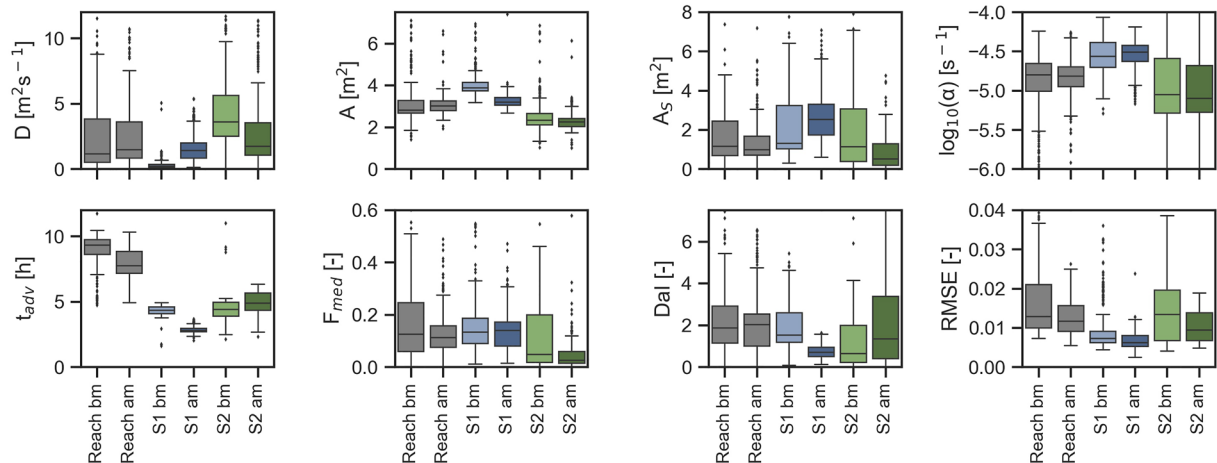 D [m²s⁻¹]
10
5
0
A [m²]
6
4
2
0
A_S [m²]
8
6
4
2
0
log₁₀(α) [s⁻¹]
−4.0
−4.5
−5.0
−5.5
−6.0
t_adv [h]
10
5
0
Reach bm
Reach am
S1 bm
S1 am
S2 bm
S2 am
F_med [-]
0.6
0.4
0.2
0.0
Reach bm
Reach am
S1 bm
S1 am
S2 bm
S2 am
DaI [-]
6
4
2
0
Reach bm
Reach am
S1 bm
S1 am
S2 bm
S2 am
RMSE [-]
0.04
0.03
0.02
0.01
0.00
Reach bm
Reach am
S1 bm
S1 am
S2 bm
S2 am